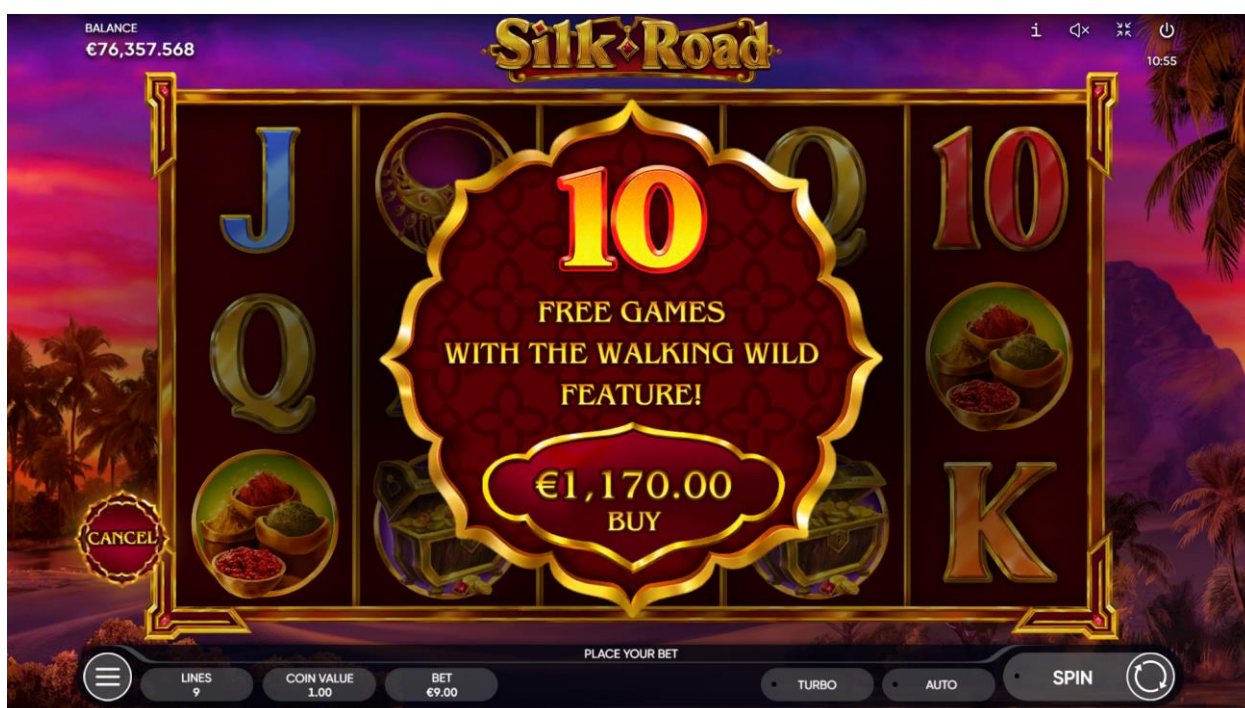 BALANCE
€76,357.568
Silk Road
i
10:55
J
Q
10
Q
K
10
FREE GAMES
WITH THE WALKING WILD
FEATURE!
€1,170.00
BUY
CANCEL
PLACE YOUR BET
LINES
9
COIN VALUE
1.00
BET
€9.00
TURBO
AUTO
SPIN